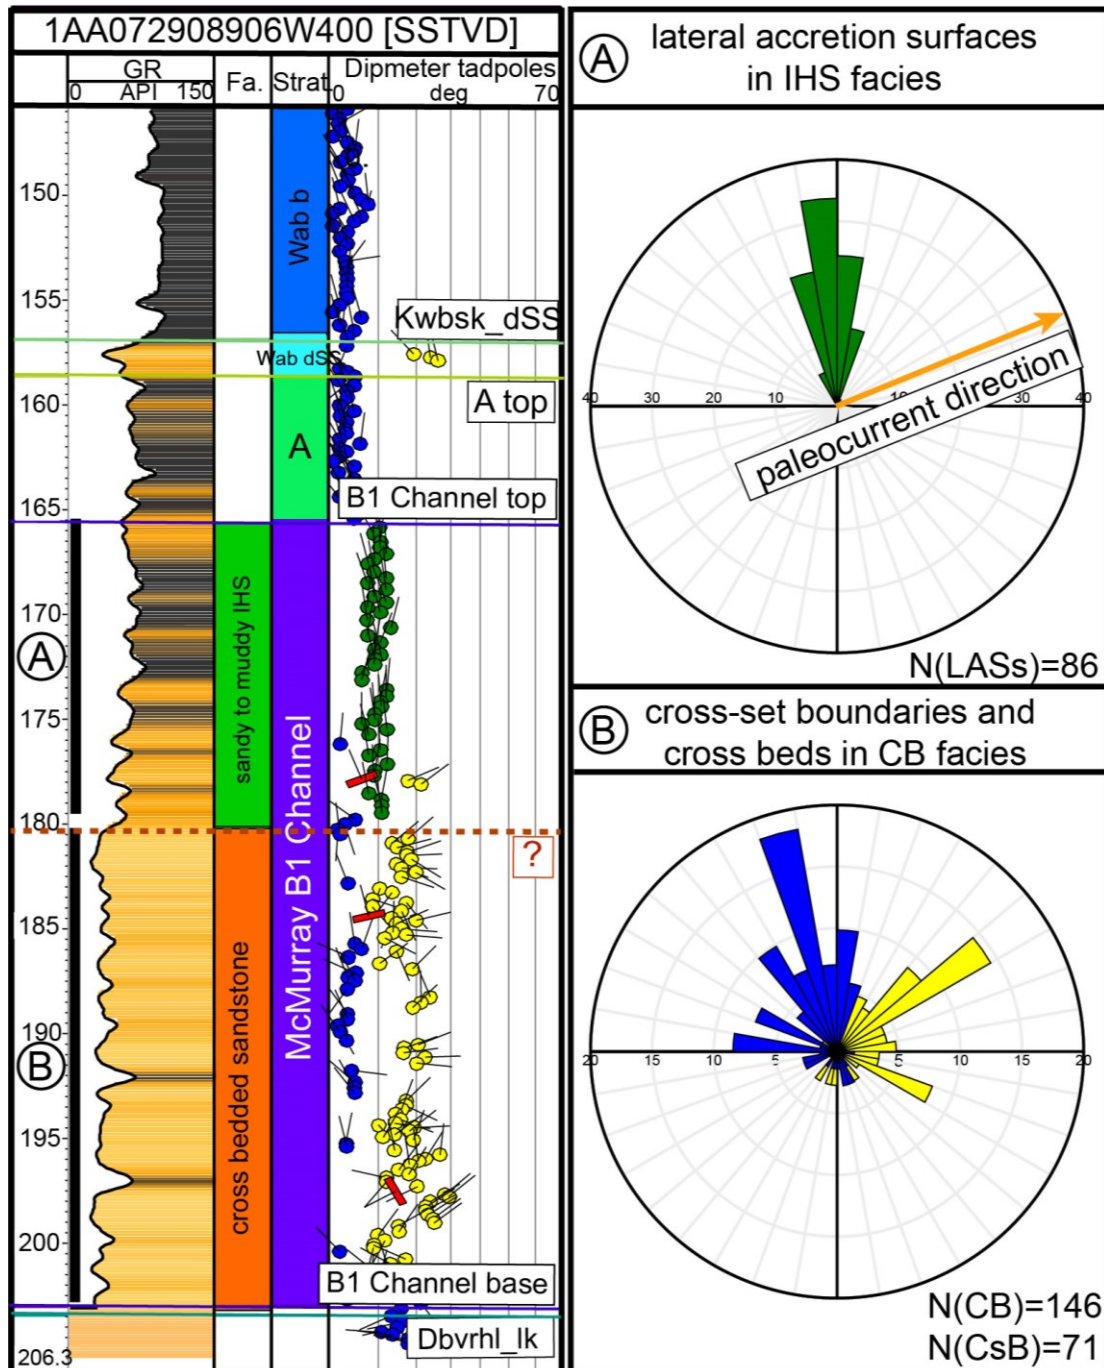 1AA072908906W400 [SSTVD]
GR
0 API 150
Fa.
Strat
Dipmeter tadpoles
0 deg 70
150
155
160
165
170
175
180
185
190
195
200
206.3
A
B
sandy to muddy IHS
cross bedded sandstone
Wab b
Wab dSS
A
McMurray B1 Channel
Kwbsk_dSS
A top
B1 Channel top
?
B1 Channel base
Dbvrhl_lk
A
lateral accretion surfaces
in IHS facies
40 30 20 10 10 30 40
paleocurrent direction
N(LASs)=86
B
cross-set boundaries and
cross beds in CB facies
20 15 5 5 10 15 20
N(CB)=146
N(CsB)=71